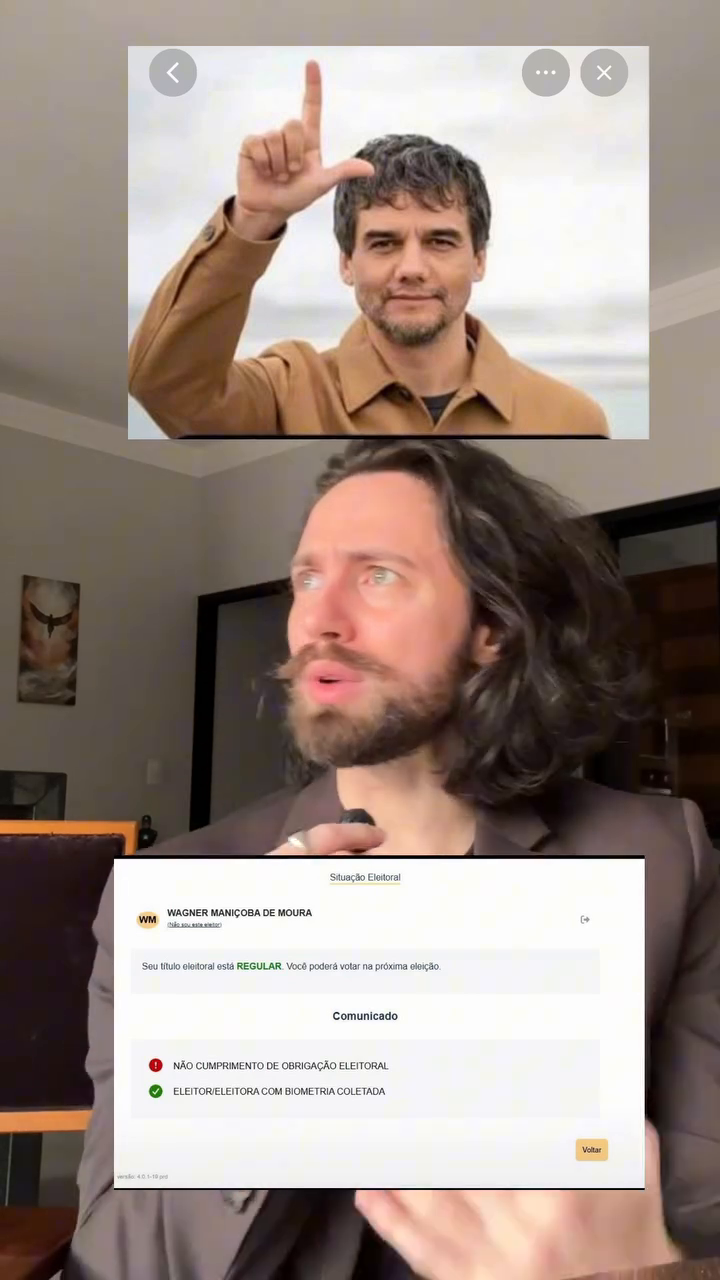 Situação Eleitoral
WM
WAGNER MANIÇOBA DE MOURA
(Não sou este eleitor)
Seu título eleitoral está REGULAR. Você poderá votar na próxima eleição.
Comunicado
NÃO CUMPRIMENTO DE OBRIGAÇÃO ELEITORAL
ELEITOR/ELEITORA COM BIOMETRIA COLETADA
Voltar